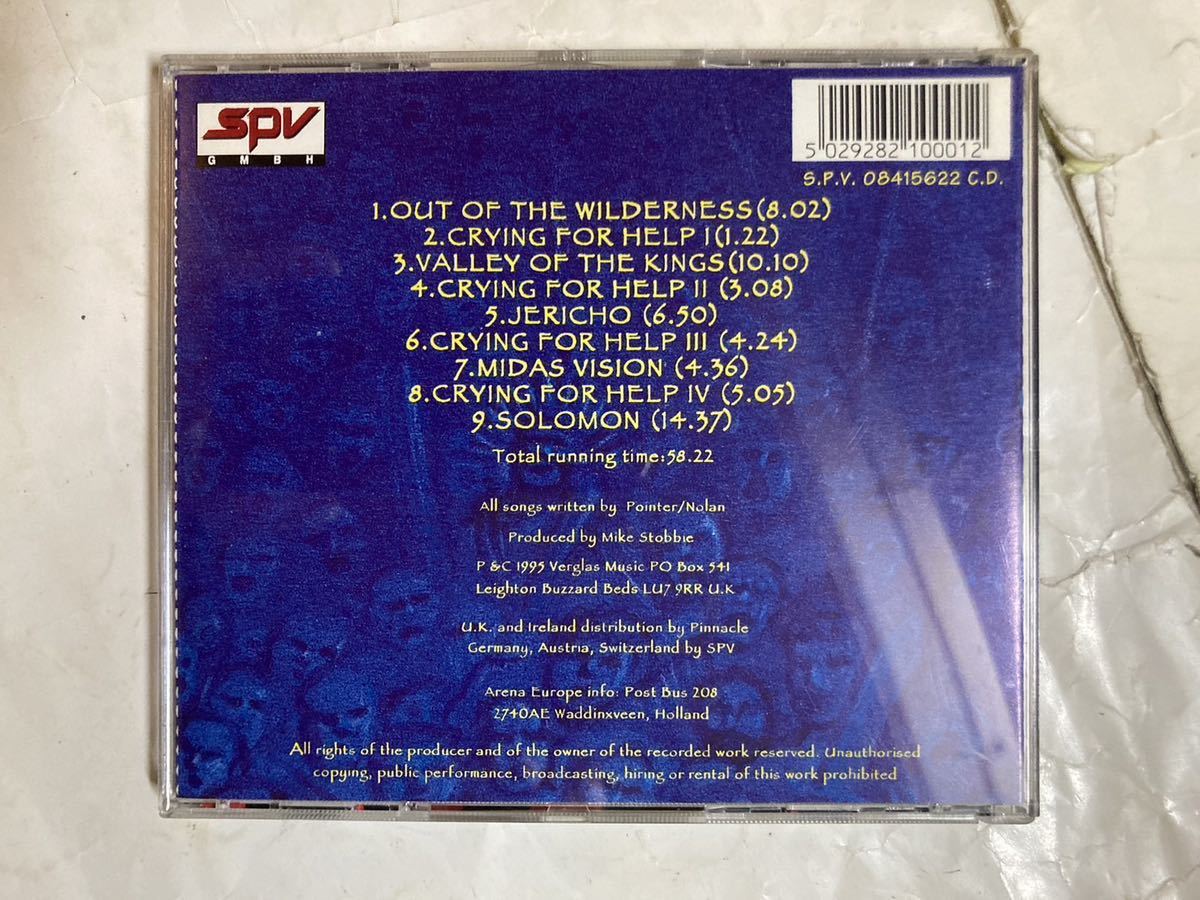 SPV
GMBH
5 029282 100012
S.P.V. 08415622 C.D.
1.OUT OF THE WILDERNESS(8.02)
2.CRYING FOR HELP I(1.22)
3.VALLEY OF THE KINGS(10.10)
4.CRYING FOR HELP II (3.08)
5.JERICHO (6.50)
6.CRYING FOR HELP III (4.24)
7.MIDAS VISION (4.36)
8.CRYING FOR HELP IV (5.05)
9.SOLOMON (14.37)
Total running time:58.22
All songs written by Pointer/Nolan
Produced by Mike Stobbie
P &C 1995 Verglas Music PO Box 541
Leighton Buzzard Beds LU7 9RR U.K
U.K. and Ireland distribution by Pinnacle
Germany, Austria, Switzerland by SPV
Arena Europe info: Post Bus 208
2740AE Waddinxveen, Holland
All rights of the producer and of the owner of the recorded work reserved. Unauthorised
copying, public performance, broadcasting, hiring or rental of this work prohibited